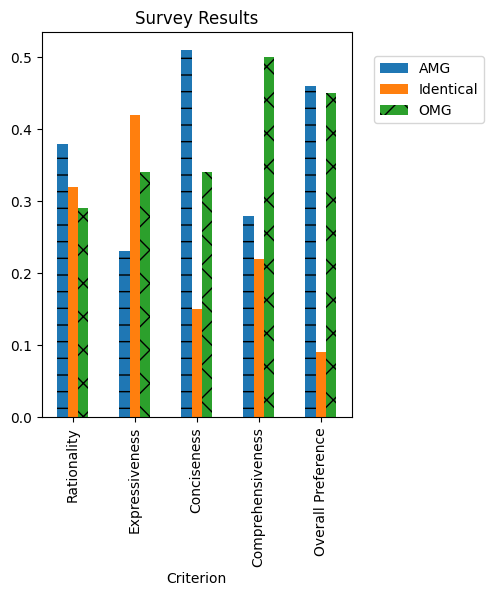 Survey Results
AMG
Identical
OMG
0.5
0.4
0.3
0.2
0.1
0.0
Rationality
Expressiveness
Conciseness
Comprehensiveness
Overall Preference
Criterion